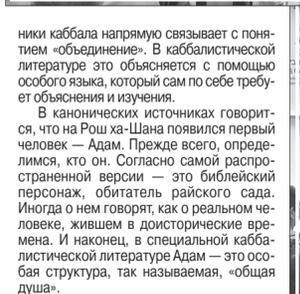 ники каббала напрямую связывает с поня-
тием «объединение». В каббалистической
литературе это объясняется с помощью
особого языка, который сам по себе требу-
ет объяснения и изучения.
В канонических источниках говорит-
ся, что на Рош ха-Шана появился первый
человек — Адам. Прежде всего, опреде-
лимся, кто он. Согласно самой распро-
страненной версии — это библейский
персонаж, обитатель райского сада.
Иногда о нем говорят, как о реальном че-
ловеке, жившем в доисторические вре-
мена. И наконец, в специальной кабба-
листической литературе Адам — это осо-
бая структура, так называемая, «общая
душа».